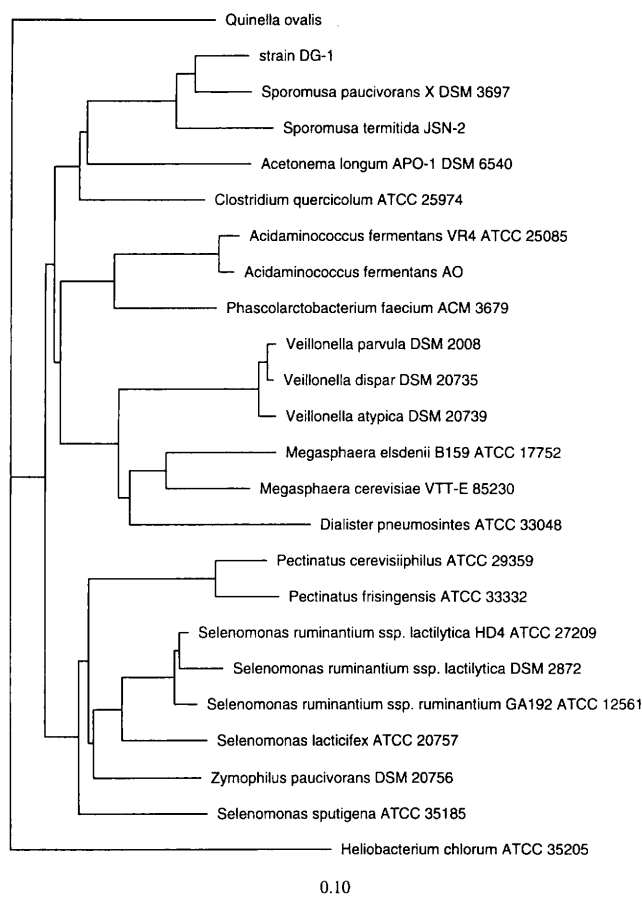 Quinella ovalis
strain DG-1
Sporomusa paucivorans X DSM 3697
Sporomusa termitida JSN-2
Acetonema longum APO-1 DSM 6540
Clostridium quercicolum ATCC 25974
Acidaminococcus fermentans VR4 ATCC 25085
Acidaminococcus fermentans AO
Phascolarctobacterium faecium ACM 3679
Veillonella parvula DSM 2008
Veillonella dispar DSM 20735
Veillonella atypica DSM 20739
Megasphaera elsdenii B159 ATCC 17752
Megasphaera cerevisiae VTT-E 85230
Dialister pneumosintes ATCC 33048
Pectinatus cerevisiiphilus ATCC 29359
Pectinatus frisingensis ATCC 33332
Selenomonas ruminantium ssp. lactilytica HD4 ATCC 27209
Selenomonas ruminantium ssp. lactilytica DSM 2872
Selenomonas ruminantium ssp. ruminantium GA192 ATCC 12561
Selenomonas lacticifex ATCC 20757
Zymophilus paucivorans DSM 20756
Selenomonas sputigena ATCC 35185
Heliobacterium chlorum ATCC 35205
0.10